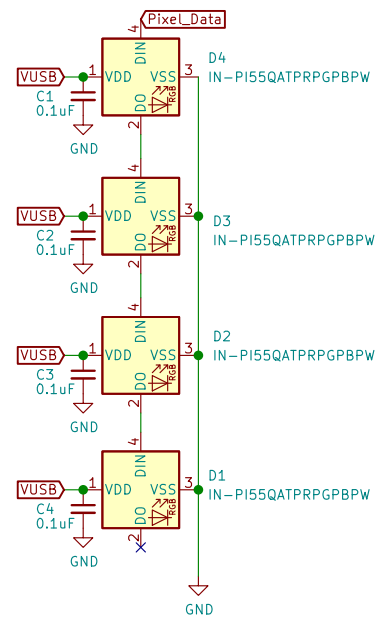 Pixel_Data
4
DIN
D4
IN-PI55QATPRPGPBPW
VUSB
1
VDD
VSS
3
C1
0.1uF
RGB
DO
2
GND
4
DIN
D3
IN-PI55QATPRPGPBPW
VUSB
1
VDD
VSS
3
C2
0.1uF
RGB
DO
2
GND
4
DIN
D2
IN-PI55QATPRPGPBPW
VUSB
1
VDD
VSS
3
C3
0.1uF
RGB
DO
2
GND
4
DIN
D1
IN-PI55QATPRPGPBPW
VUSB
1
VDD
VSS
3
C4
0.1uF
RGB
DO
2
GND
GND